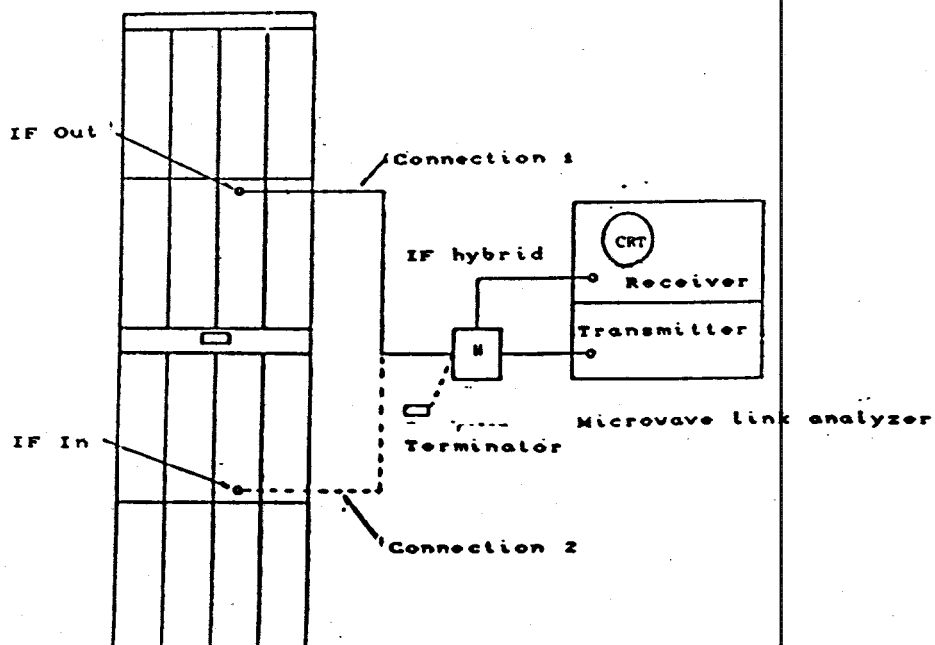 IF Out
Connection 1
CRT
IF hybrid
Receiver
Transmitter
Microwave link analyzer
IF In
Terminator
Connection 2